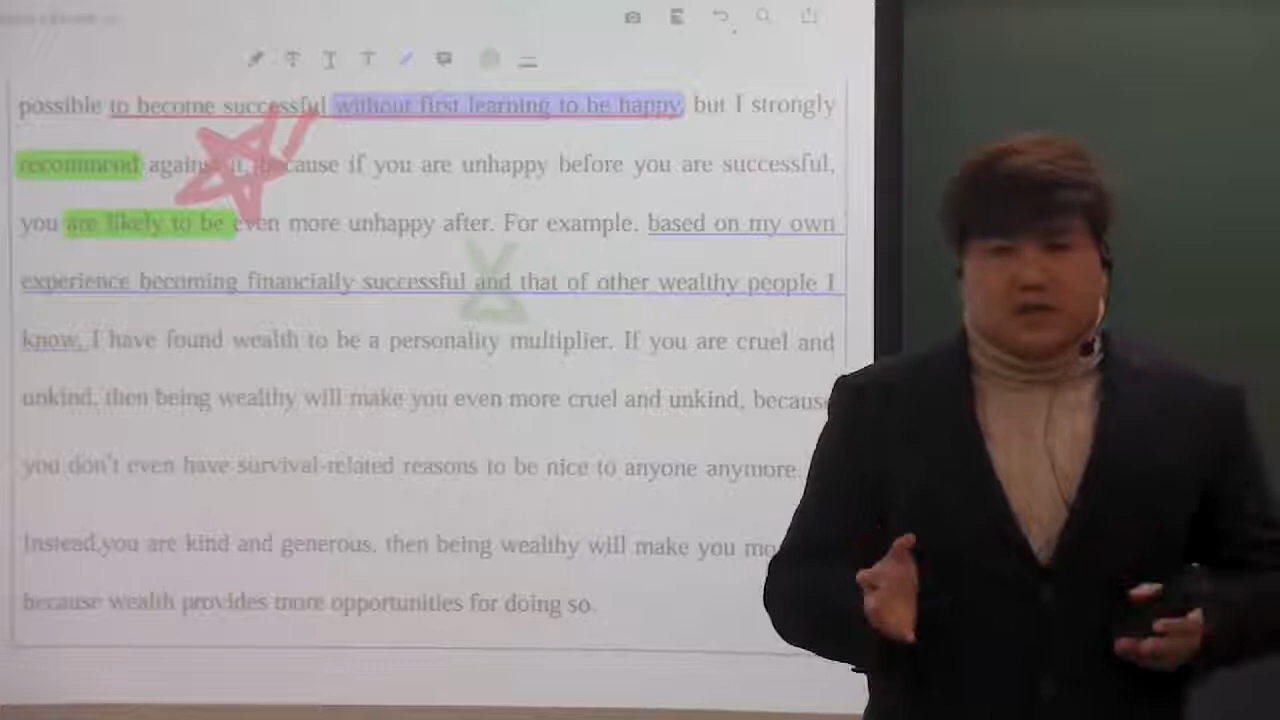 possible to become successful without first learning to be happy but I strongly
recommend against it, because if you are unhappy before you are successful,
you are likely to be even more unhappy after. For example, based on my own
experience becoming financially successful and that of other wealthy people I
know, I have found wealth to be a personality multiplier. If you are cruel and
unkind, then being wealthy will make you even more cruel and unkind, because
you don't even have survival-related reasons to be nice to anyone anymore.
Instead,you are kind and generous, then being wealthy will make you
because wealth provides more opportunities for doing so.